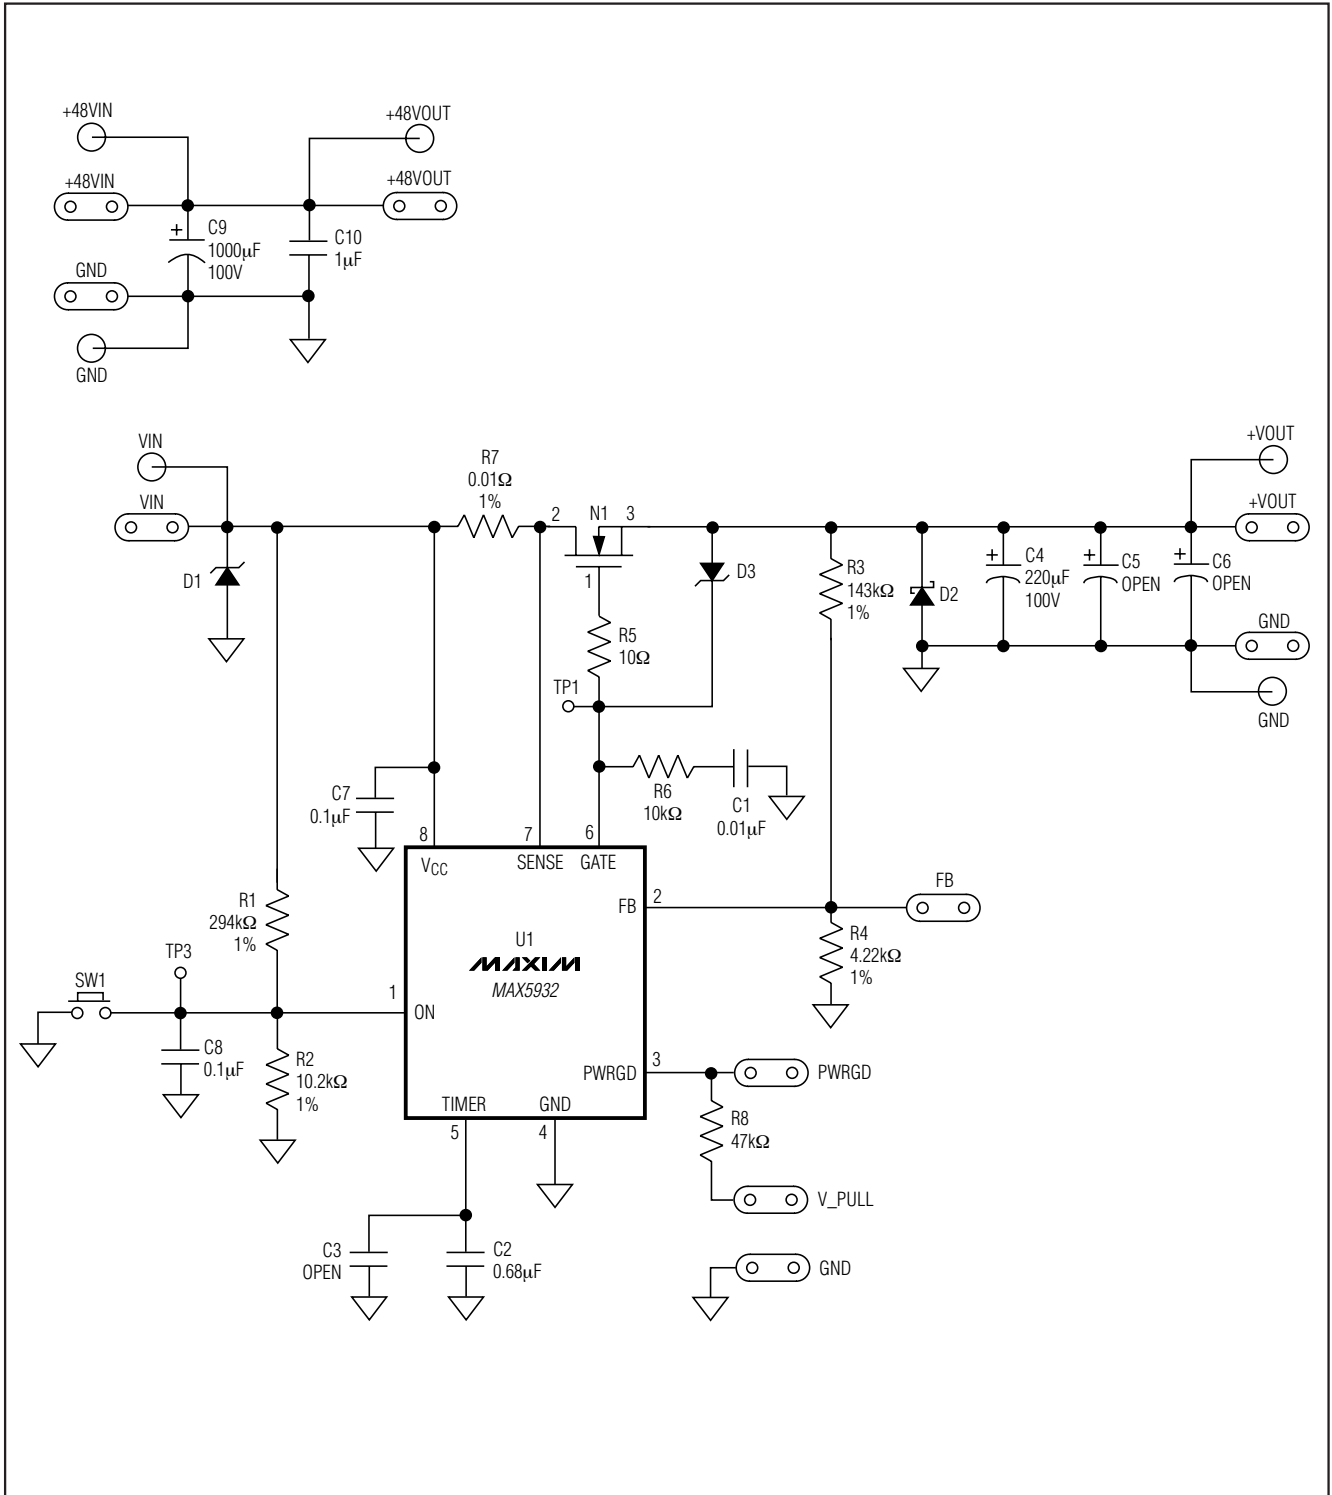 +48VIN
+48VOUT
+48VIN
+48VOUT
+
C9
1000μF
100V
C10
1μF
GND
GND
VIN
VIN
D1
R7
0.01Ω
1%
2
N1
3
1
D3
R5
10Ω
TP1
R3
143kΩ
1%
D2
+
C4
220μF
100V
+
C5
OPEN
+
C6
OPEN
+VOUT
+VOUT
GND
GND
R6
10kΩ
C1
0.01μF
C7
0.1μF
8
7
6
VCC
SENSE
GATE
FB
2
FB
R1
294kΩ
1%
U1
MAXIM
MAX5932
R4
4.22kΩ
1%
TP3
SW1
1
ON
C8
0.1μF
R2
10.2kΩ
1%
PWRGD
3
PWRGD
TIMER
GND
5
4
R8
47kΩ
V_PULL
C3
OPEN
C2
0.68μF
GND